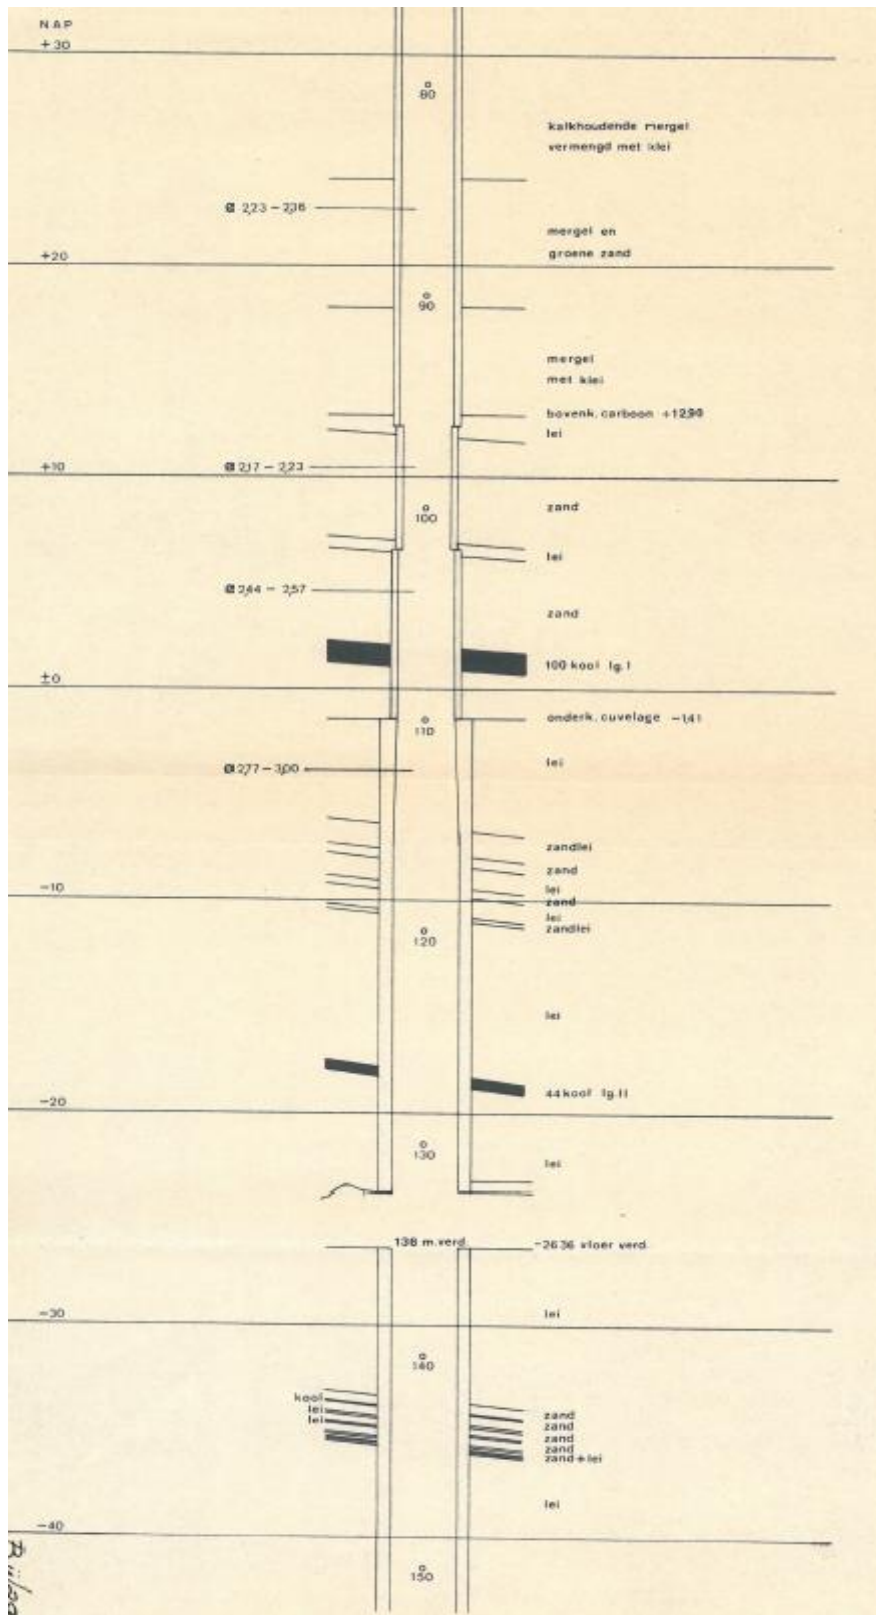 NAP
+30
80
kalkhoudende mergel
vermengd met klei
Ø 2,23 – 2,36
mergel en
groene zand
+20
90
mergel
met klei
bovenk. carboon +12,90
lei
+10
Ø 2,17 – 2,23
zand
100
lei
Ø 2,44 – 2,57
zand
100 kool lg. I
±0
onderk. cuvelage –1,41
110
lei
Ø 2,77 – 3,00
zandlei
zand
–10
lei
zand
lei
zandlei
120
lei
44 kool lg. II
–20
130
lei
138 m. verd. –26,36 vloer verd.
–30
lei
140
kool
lei
zand
lei
zand
zand
zand
zand + lei
lei
–40
150